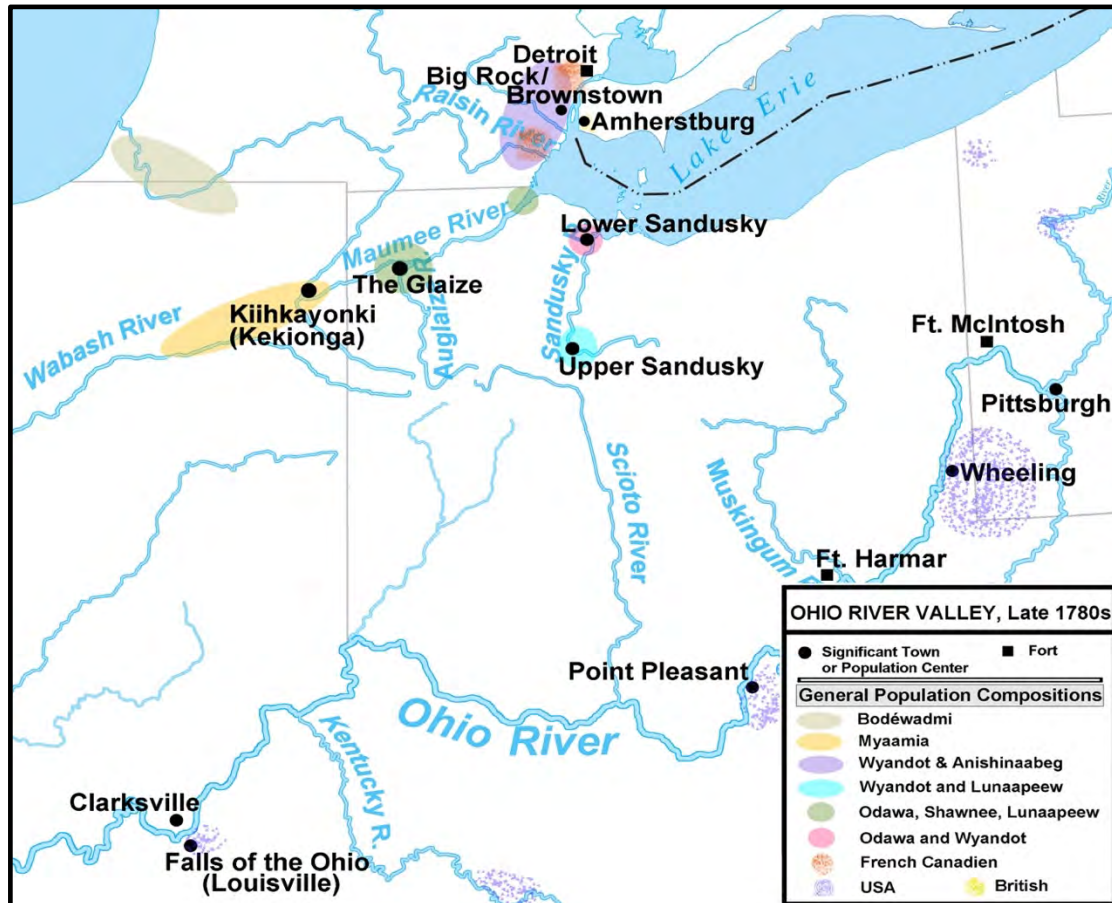 Detroit
Big Rock/
Brownstown
Raisin River
Amherstburg
Lake Erie
Lower Sandusky
Maumee River
The Glaize
Auglaize R.
Sandusky R
Kiihkayonki
(Kekionga)
Wabash River
Upper Sandusky
Ft. McIntosh
River
Pittsburgh
Wheeling
Scioto River
Muskingum
Ft. Harmar
Point Pleasant
Ohio River
Kentucky R.
Clarksville
Falls of the Ohio
(Louisville)
OHIO RIVER VALLEY, Late 1780s
Significant Town
or Population Center
Fort
General Population Compositions
Bodéwadmi
Myaamia
Wyandot & Anishinaabeg
Wyandot and Lunaapeew
Odawa, Shawnee, Lunaapeew
Odawa and Wyandot
French Canadien
USA
British